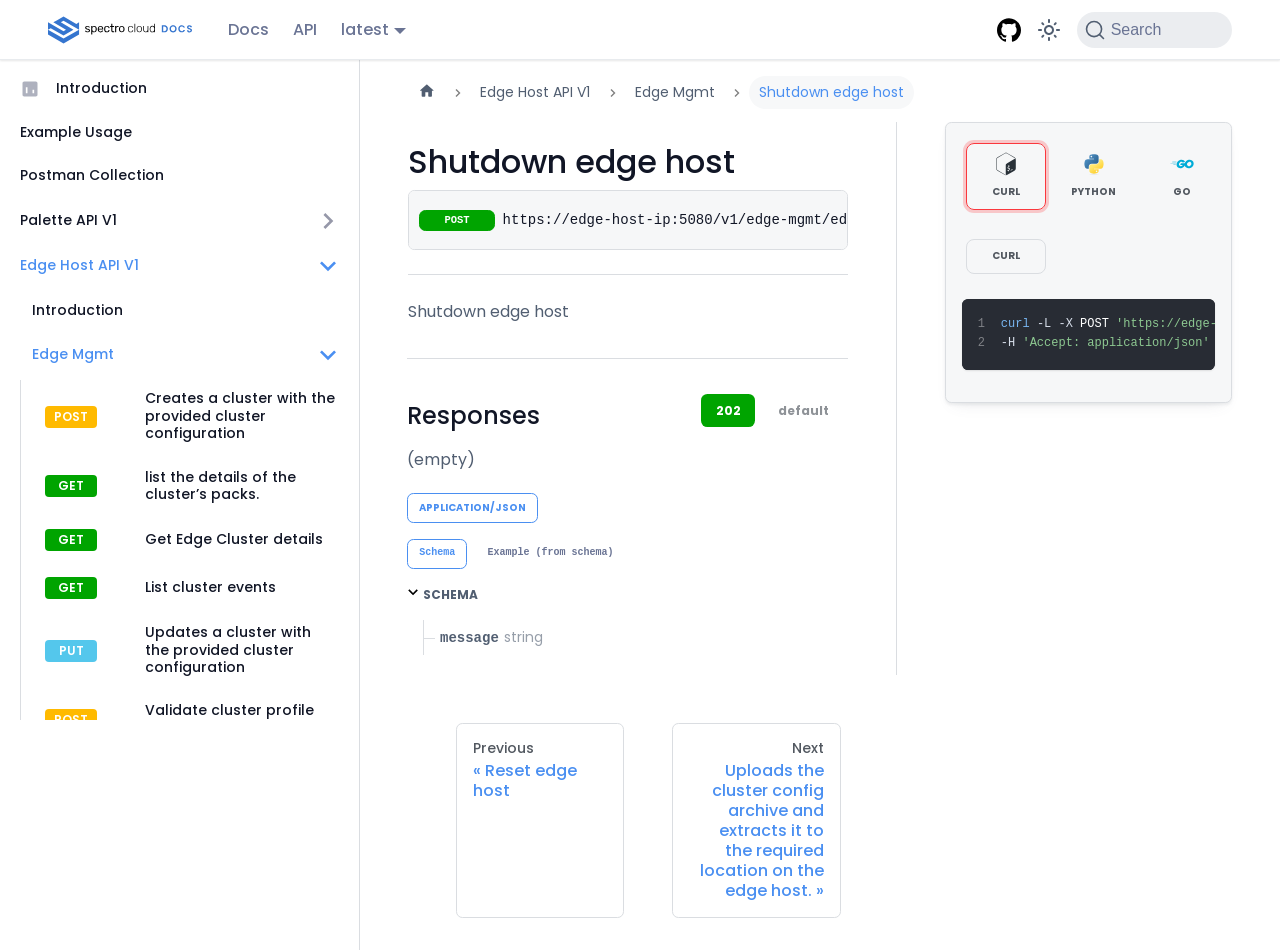 spectro cloud DOCS
Docs
API
latest
Search
Introduction
Example Usage
Postman Collection
Palette API V1
Edge Host API V1
Introduction
Edge Mgmt
POST
Creates a cluster with the
provided cluster
configuration
GET
list the details of the
cluster’s packs.
GET
Get Edge Cluster details
GET
List cluster events
PUT
Updates a cluster with
the provided cluster
configuration
POST
Validate cluster profile
Edge Host API V1
Edge Mgmt
Shutdown edge host
Shutdown edge host
POST https://edge-host-ip:5080/v1/edge-mgmt/ed
Shutdown edge host
Responses
202
default
(empty)
APPLICATION/JSON
Schema
Example (from schema)
SCHEMA
message string
Previous
« Reset edge
host
Next
Uploads the
cluster config
archive and
extracts it to
the required
location on the
edge host. »
CURL
PYTHON
GO
GO
CURL
1 curl -L -X POST 'https://edge-
2 -H 'Accept: application/json'